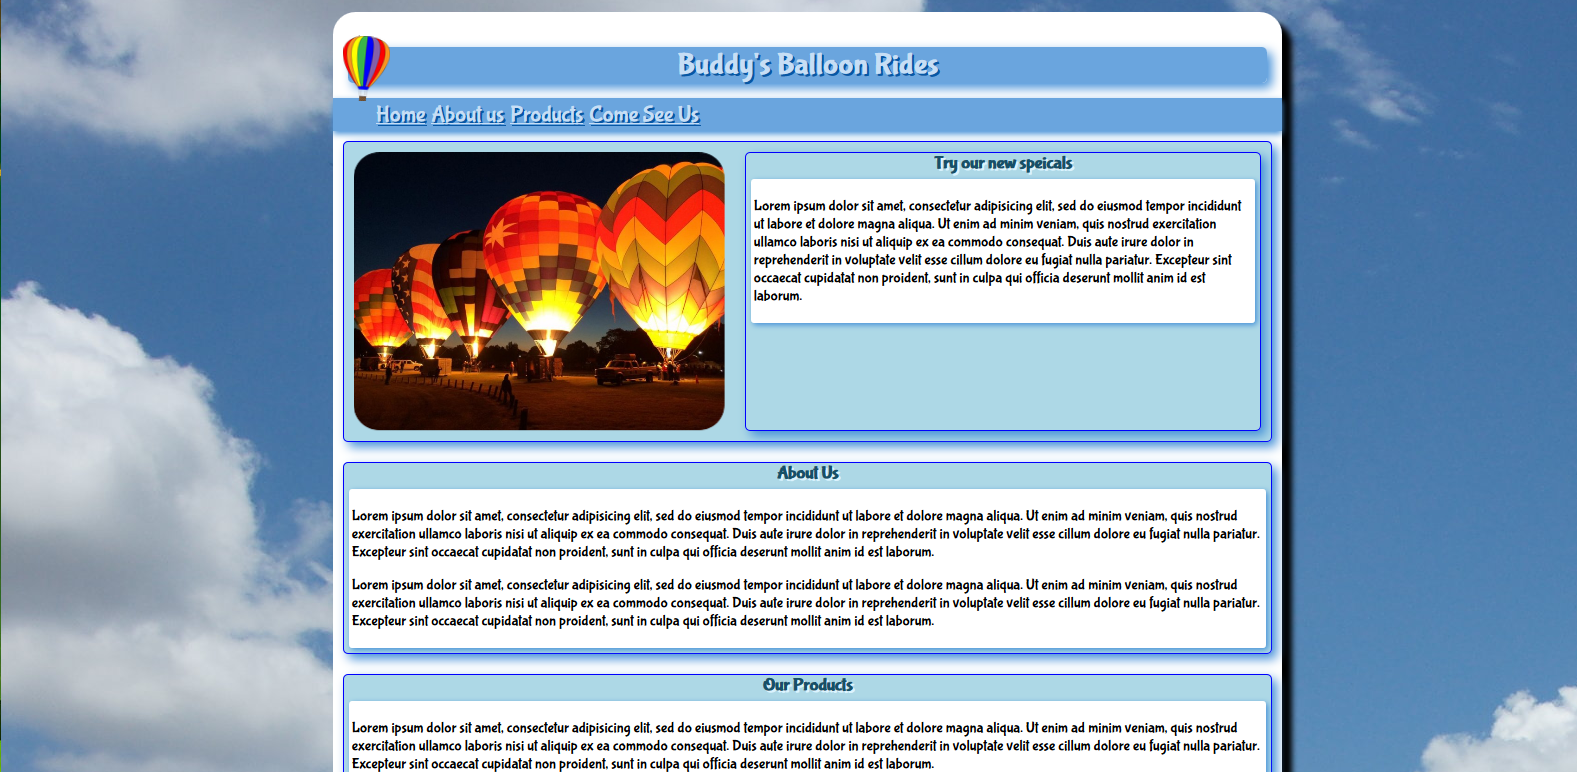 Buddy's Balloon Rides
Home About us Products Come See Us
Try our new speicals
Lorem ipsum dolor sit amet, consectetur adipisicing elit, sed do eiusmod tempor incididunt
ut labore et dolore magna aliqua. Ut enim ad minim veniam, quis nostrud exercitation
ullamco laboris nisi ut aliquip ex ea commodo consequat. Duis aute irure dolor in
reprehenderit in voluptate velit esse cillum dolore eu fugiat nulla pariatur. Excepteur sint
occaecat cupidatat non proident, sunt in culpa qui officia deserunt mollit anim id est
laborum.
About Us
Lorem ipsum dolor sit amet, consectetur adipisicing elit, sed do eiusmod tempor incididunt ut labore et dolore magna aliqua. Ut enim ad minim veniam, quis nostrud
exercitation ullamco laboris nisi ut aliquip ex ea commodo consequat. Duis aute irure dolor in reprehenderit in voluptate velit esse cillum dolore eu fugiat nulla pariatur.
Excepteur sint occaecat cupidatat non proident, sunt in culpa qui officia deserunt mollit anim id est laborum.
Lorem ipsum dolor sit amet, consectetur adipisicing elit, sed do eiusmod tempor incididunt ut labore et dolore magna aliqua. Ut enim ad minim veniam, quis nostrud
exercitation ullamco laboris nisi ut aliquip ex ea commodo consequat. Duis aute irure dolor in reprehenderit in voluptate velit esse cillum dolore eu fugiat nulla pariatur.
Excepteur sint occaecat cupidatat non proident, sunt in culpa qui officia deserunt mollit anim id est laborum.
Our Products
Lorem ipsum dolor sit amet, consectetur adipisicing elit, sed do eiusmod tempor incididunt ut labore et dolore magna aliqua. Ut enim ad minim veniam, quis nostrud
exercitation ullamco laboris nisi ut aliquip ex ea commodo consequat. Duis aute irure dolor in reprehenderit in voluptate velit esse cillum dolore eu fugiat nulla pariatur.
Excepteur sint occaecat cupidatat non proident, sunt in culpa qui officia deserunt mollit anim id est laborum.